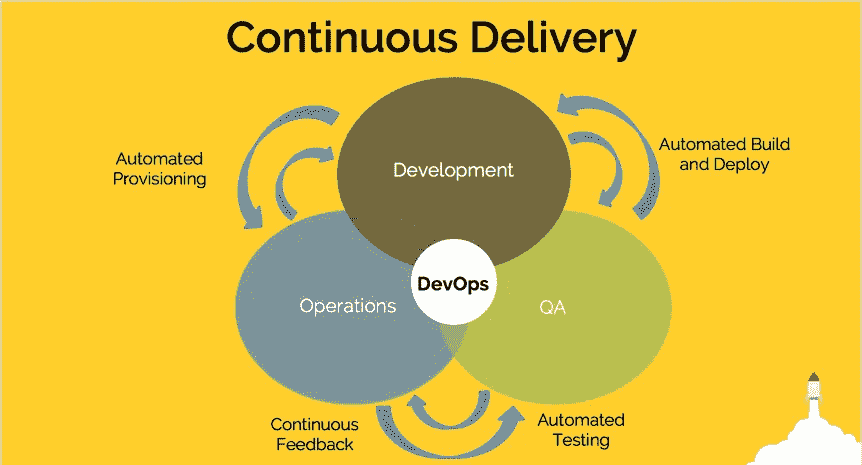 Continuous Delivery
Automated
Provisioning
Development
Automated Build
and Deploy
DevOps
Operations
QA
Continuous
Feedback
Automated
Testing